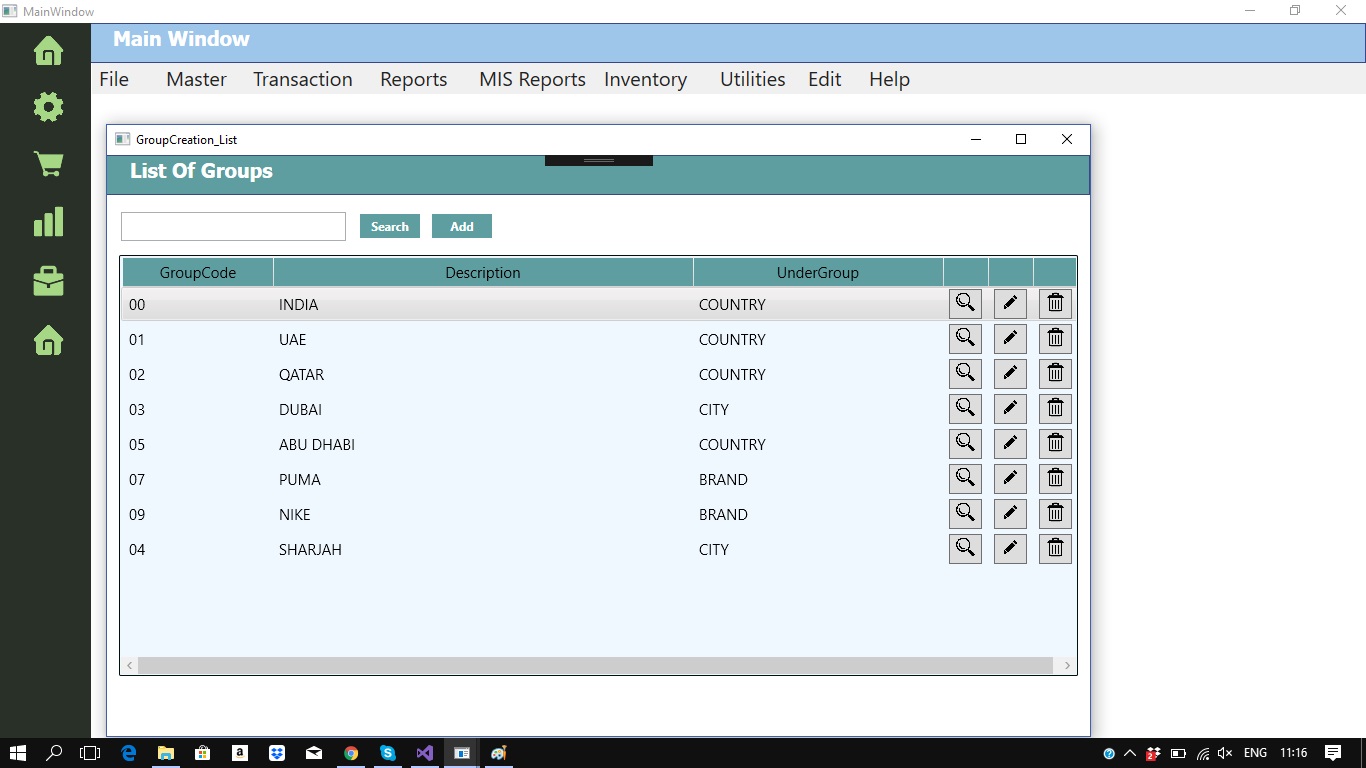 MainWindow
Main Window
File Master Transaction Reports MIS Reports Inventory Utilities Edit Help
GroupCreation_List
List Of Groups
Search Add
GroupCode Description UnderGroup
00 INDIA COUNTRY
01 UAE COUNTRY
02 QATAR COUNTRY
03 DUBAI CITY
05 ABU DHABI COUNTRY
07 PUMA BRAND
09 NIKE BRAND
04 SHARJAH CITY
ENG 11:16